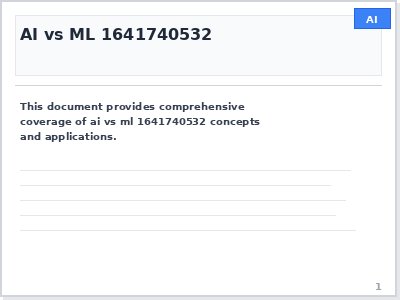 AI
AI vs ML 1641740532
This document provides comprehensive
coverage of ai vs ml 1641740532 concepts
and applications.
1